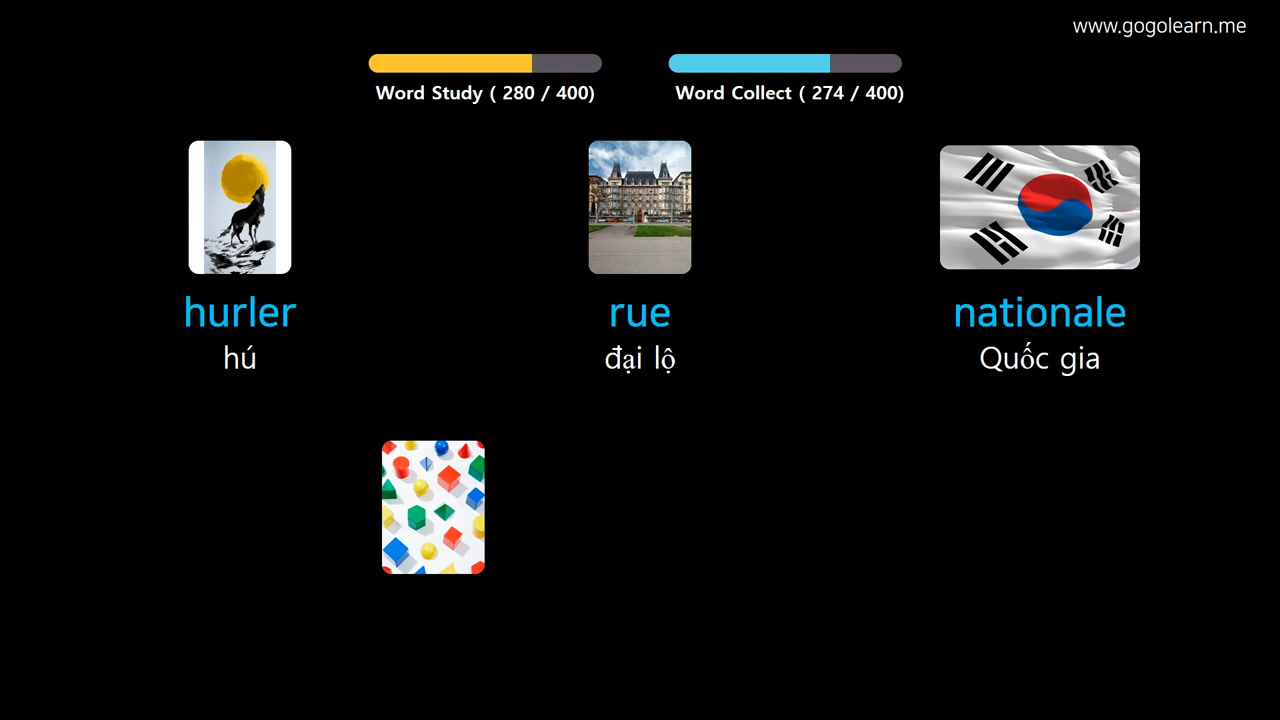 www.gogolearn.me
Word Study ( 280 / 400)
Word Collect ( 274 / 400)
hurler
rue
nationale
hú
đại lộ
Quốc gia